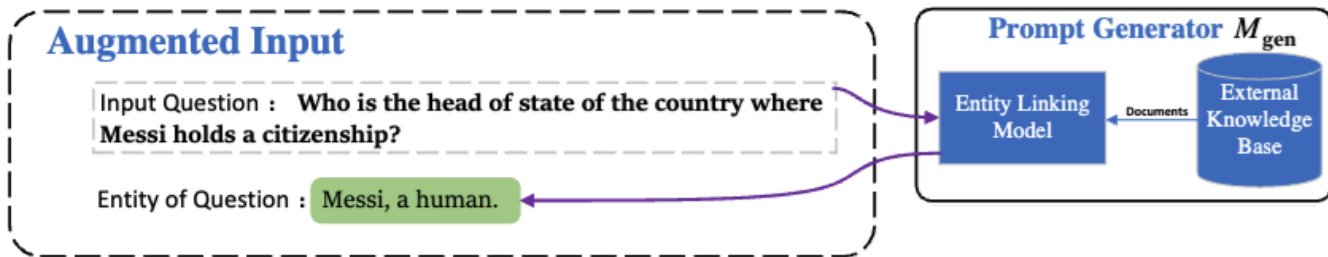 Augmented Input
Input Question : Who is the head of state of the country where
Messi holds a citizenship?
Entity of Question : Messi, a human.
Prompt Generator M_gen
Entity Linking
Model
Documents
External
Knowledge
Base